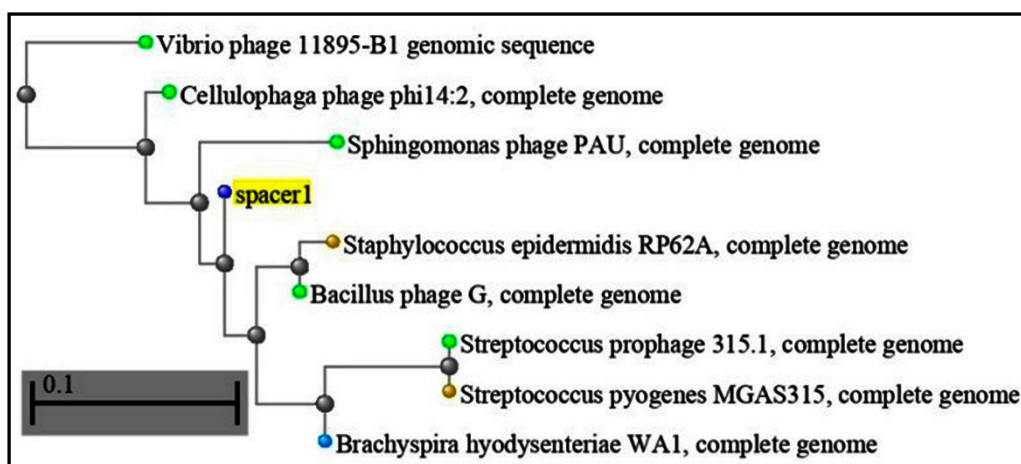 Vibrio phage 11895-B1 genomic sequence
Cellulophaga phage phi14:2, complete genome
Sphingomonas phage PAU, complete genome
spacer1
Staphylococcus epidermidis RP62A, complete genome
Bacillus phage G, complete genome
Streptococcus prophage 315.1, complete genome
Streptococcus pyogenes MGAS315, complete genome
Brachyspira hyodysenteriae WA1, complete genome
0.1